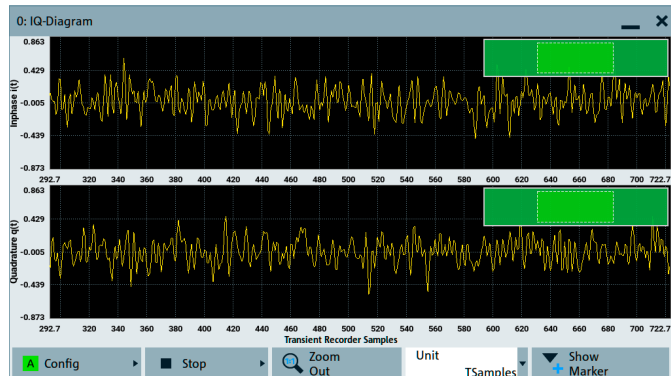 0: IQ-Diagram
Inphase i(t)
0.863
0.429
-0.005
-0.439
-0.873
292.7 320 340 360 380 400 420 440 460 480 500 520 540 560 580 600 620 640 660 680 700 722.7
Quadrature q(t)
0.863
0.429
-0.005
-0.439
-0.873
292.7 320 340 360 380 400 420 440 460 480 500 520 540 560 580 600 620 640 660 680 700 722.7
Transient Recorder Samples
A Config
Stop
1:1
Zoom
Out
Unit
TSamples
Show
Marker